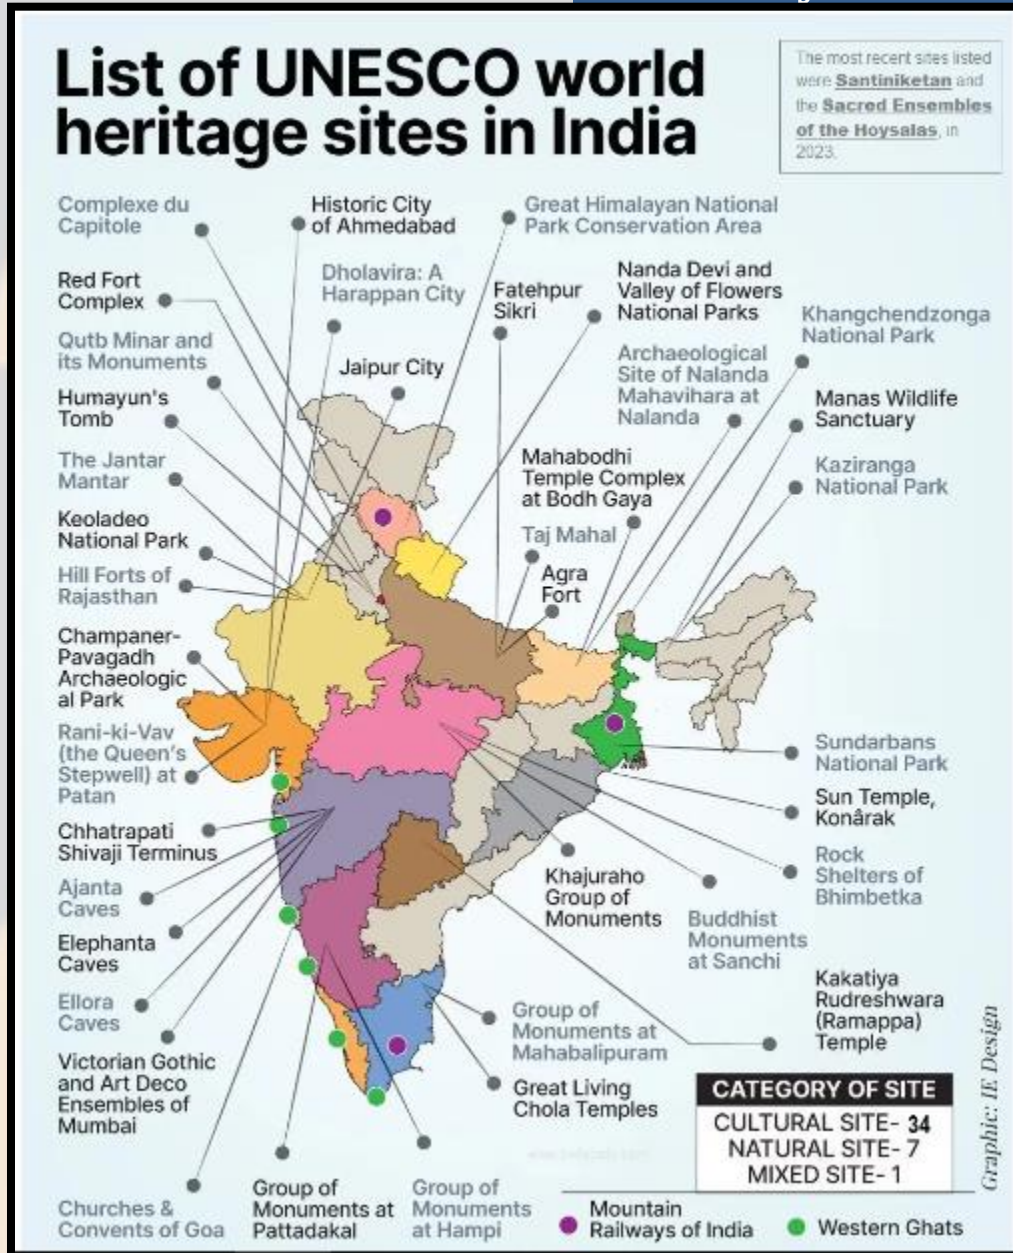 List of UNESCO world
heritage sites in India
The most recent sites listed
were Santiniketan and
the Sacred Ensembles
of the Hoysalas, in
2023.
Complexe du
Capitole
Historic City
of Ahmedabad
Great Himalayan National
Park Conservation Area
Red Fort
Complex
Dholavira: A
Harappan City
Fatehpur
Sikri
Nanda Devi and
Valley of Flowers
National Parks
Khangchendzonga
National Park
Qutb Minar and
its Monuments
Jaipur City
Archaeological
Site of Nalanda
Mahavihara at
Nalanda
Humayun's
Tomb
Manas Wildlife
Sanctuary
The Jantar
Mantar
Mahabodhi
Temple Complex
at Bodh Gaya
Kaziranga
National Park
Keoladeo
National Park
Taj Mahal
Hill Forts of
Rajasthan
Agra
Fort
Champaner-
Pavagadh
Archaeologic
al Park
Rani-ki-Vav
(the Queen's
Stepwell) at
Patan
Sundarbans
National Park
Chhatrapati
Shivaji Terminus
Sun Temple,
Konârak
Ajanta
Caves
Khajuraho
Group of
Monuments
Rock
Shelters of
Bhimbetka
Elephanta
Caves
Buddhist
Monuments
at Sanchi
Ellora
Caves
Group of
Monuments at
Mahabalipuram
Kakatiya
Rudreshwara
(Ramappa)
Temple
Victorian Gothic
and Art Deco
Ensembles of
Mumbai
Great Living
Chola Temples
CATEGORY OF SITE
CULTURAL SITE- 34
NATURAL SITE- 7
MIXED SITE- 1
Graphic: IE Design
Churches &
Convents of Goa
Group of
Monuments at
Pattadakal
Group of
Monuments
at Hampi
Mountain
Railways of India
Western Ghats